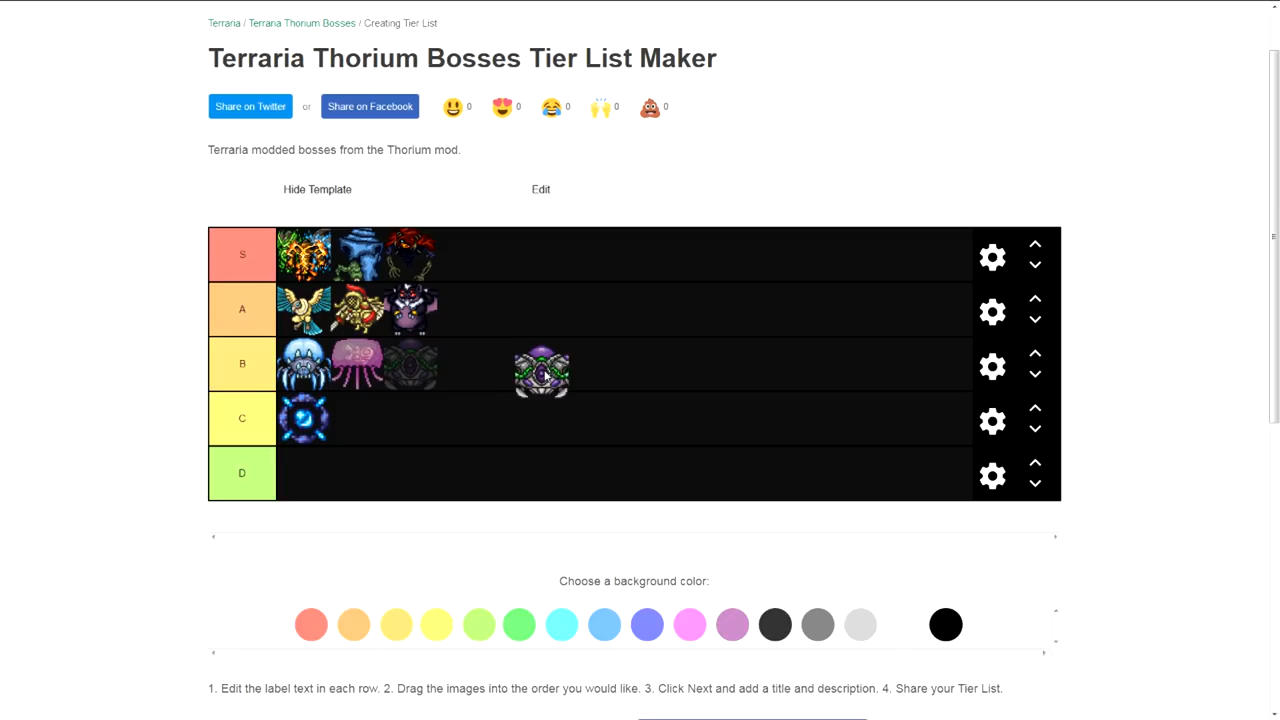 Terraria / Terraria Thorium Bosses / Creating Tier List
Terraria Thorium Bosses Tier List Maker
Share on Twitter or Share on Facebook 0 0 0 0 0
Terraria modded bosses from the Thorium mod.
Hide Template Edit
S
A
B
C
D
Choose a background color:
1. Edit the label text in each row. 2. Drag the images into the order you would like. 3. Click Next and add a title and description. 4. Share your Tier List.